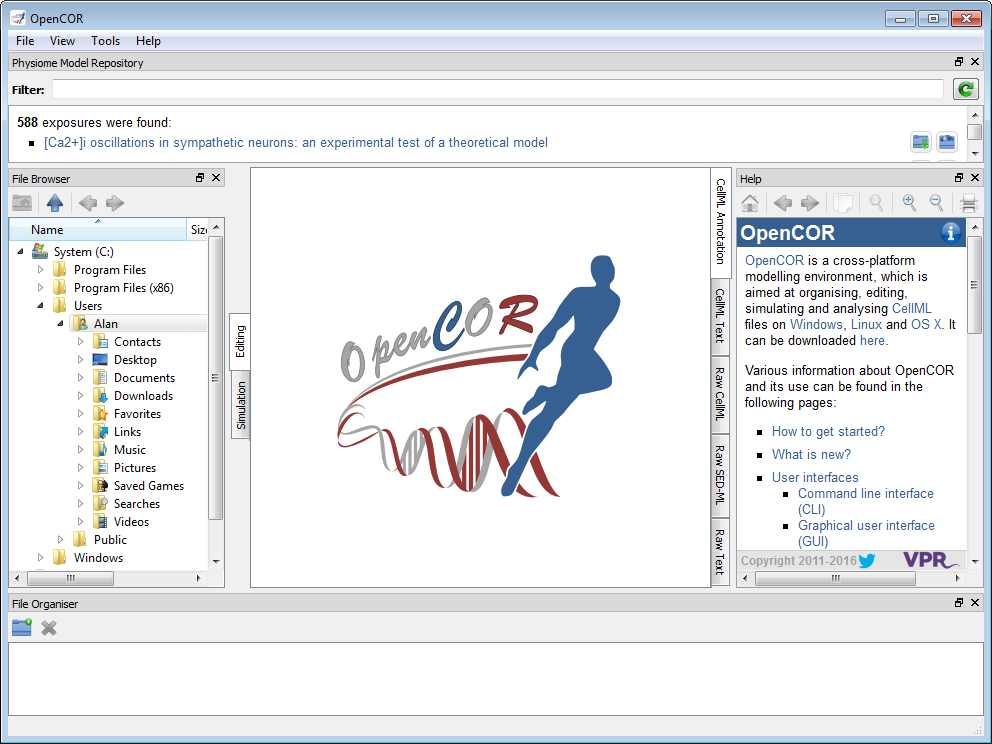 OpenCOR
File View Tools Help
Physiome Model Repository
Filter:
588 exposures were found:
[Ca2+]i oscillations in sympathetic neurons: an experimental test of a theoretical model
File Browser
Name
System (C:)
Program Files
Program Files (x86)
Users
Alan
Contacts
Desktop
Documents
Downloads
Favorites
Links
Music
Pictures
Saved Games
Searches
Videos
Public
Windows
Editing
Simulation
OpenCOR
CellML Annotation
CellML Text
Raw CellML
Raw SED-ML
Raw Text
Help
OpenCOR
OpenCOR is a cross-platform
modelling environment, which is
aimed at organising, editing,
simulating and analysing CellML
files on Windows, Linux and OS X. It
can be downloaded here.
Various information about OpenCOR
and its use can be found in the
following pages:
How to get started?
What is new?
User interfaces
Command line interface
(CLI)
Graphical user interface
(GUI)
Copyright 2011-2016
VPR
File Organiser